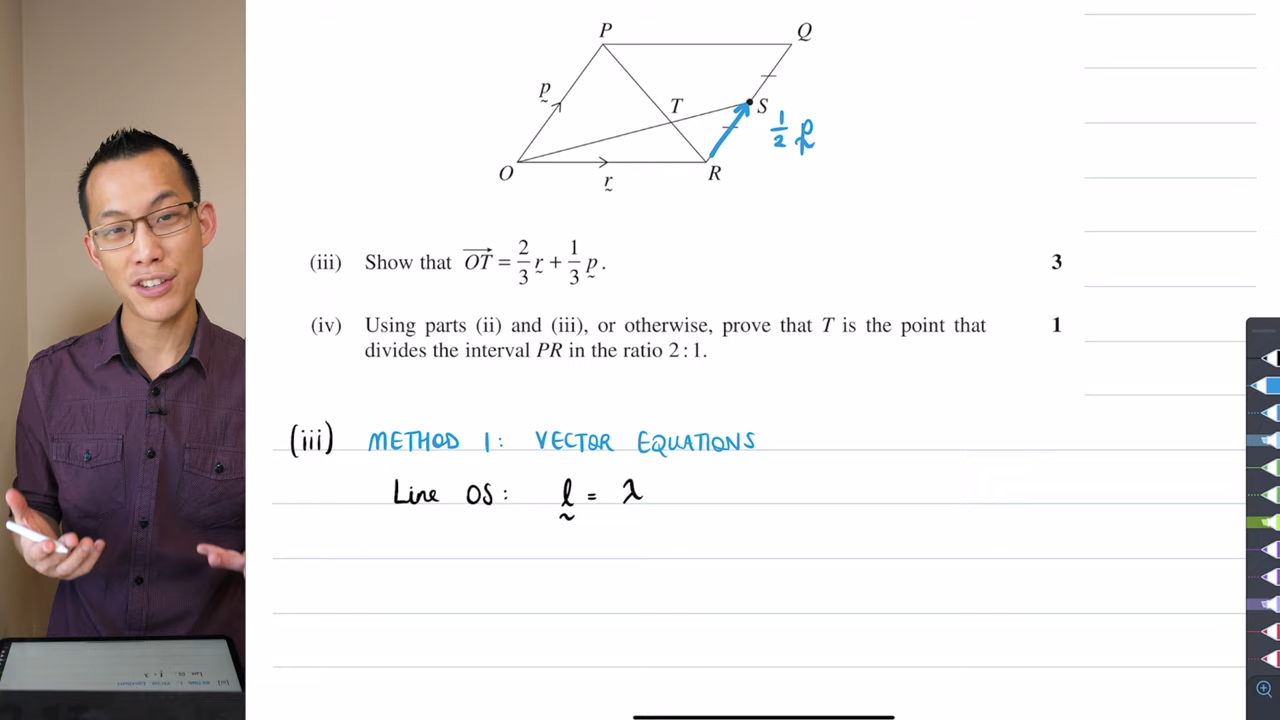 P
Q
p
T
S
1/2 p
O
r
R
(iii) Show that OT = 2/3 r + 1/3 p. 3
(iv) Using parts (ii) and (iii), or otherwise, prove that T is the point that 1
divides the interval PR in the ratio 2 : 1.
(iii) METHOD 1: VECTOR EQUATIONS
Line OS: l = λ